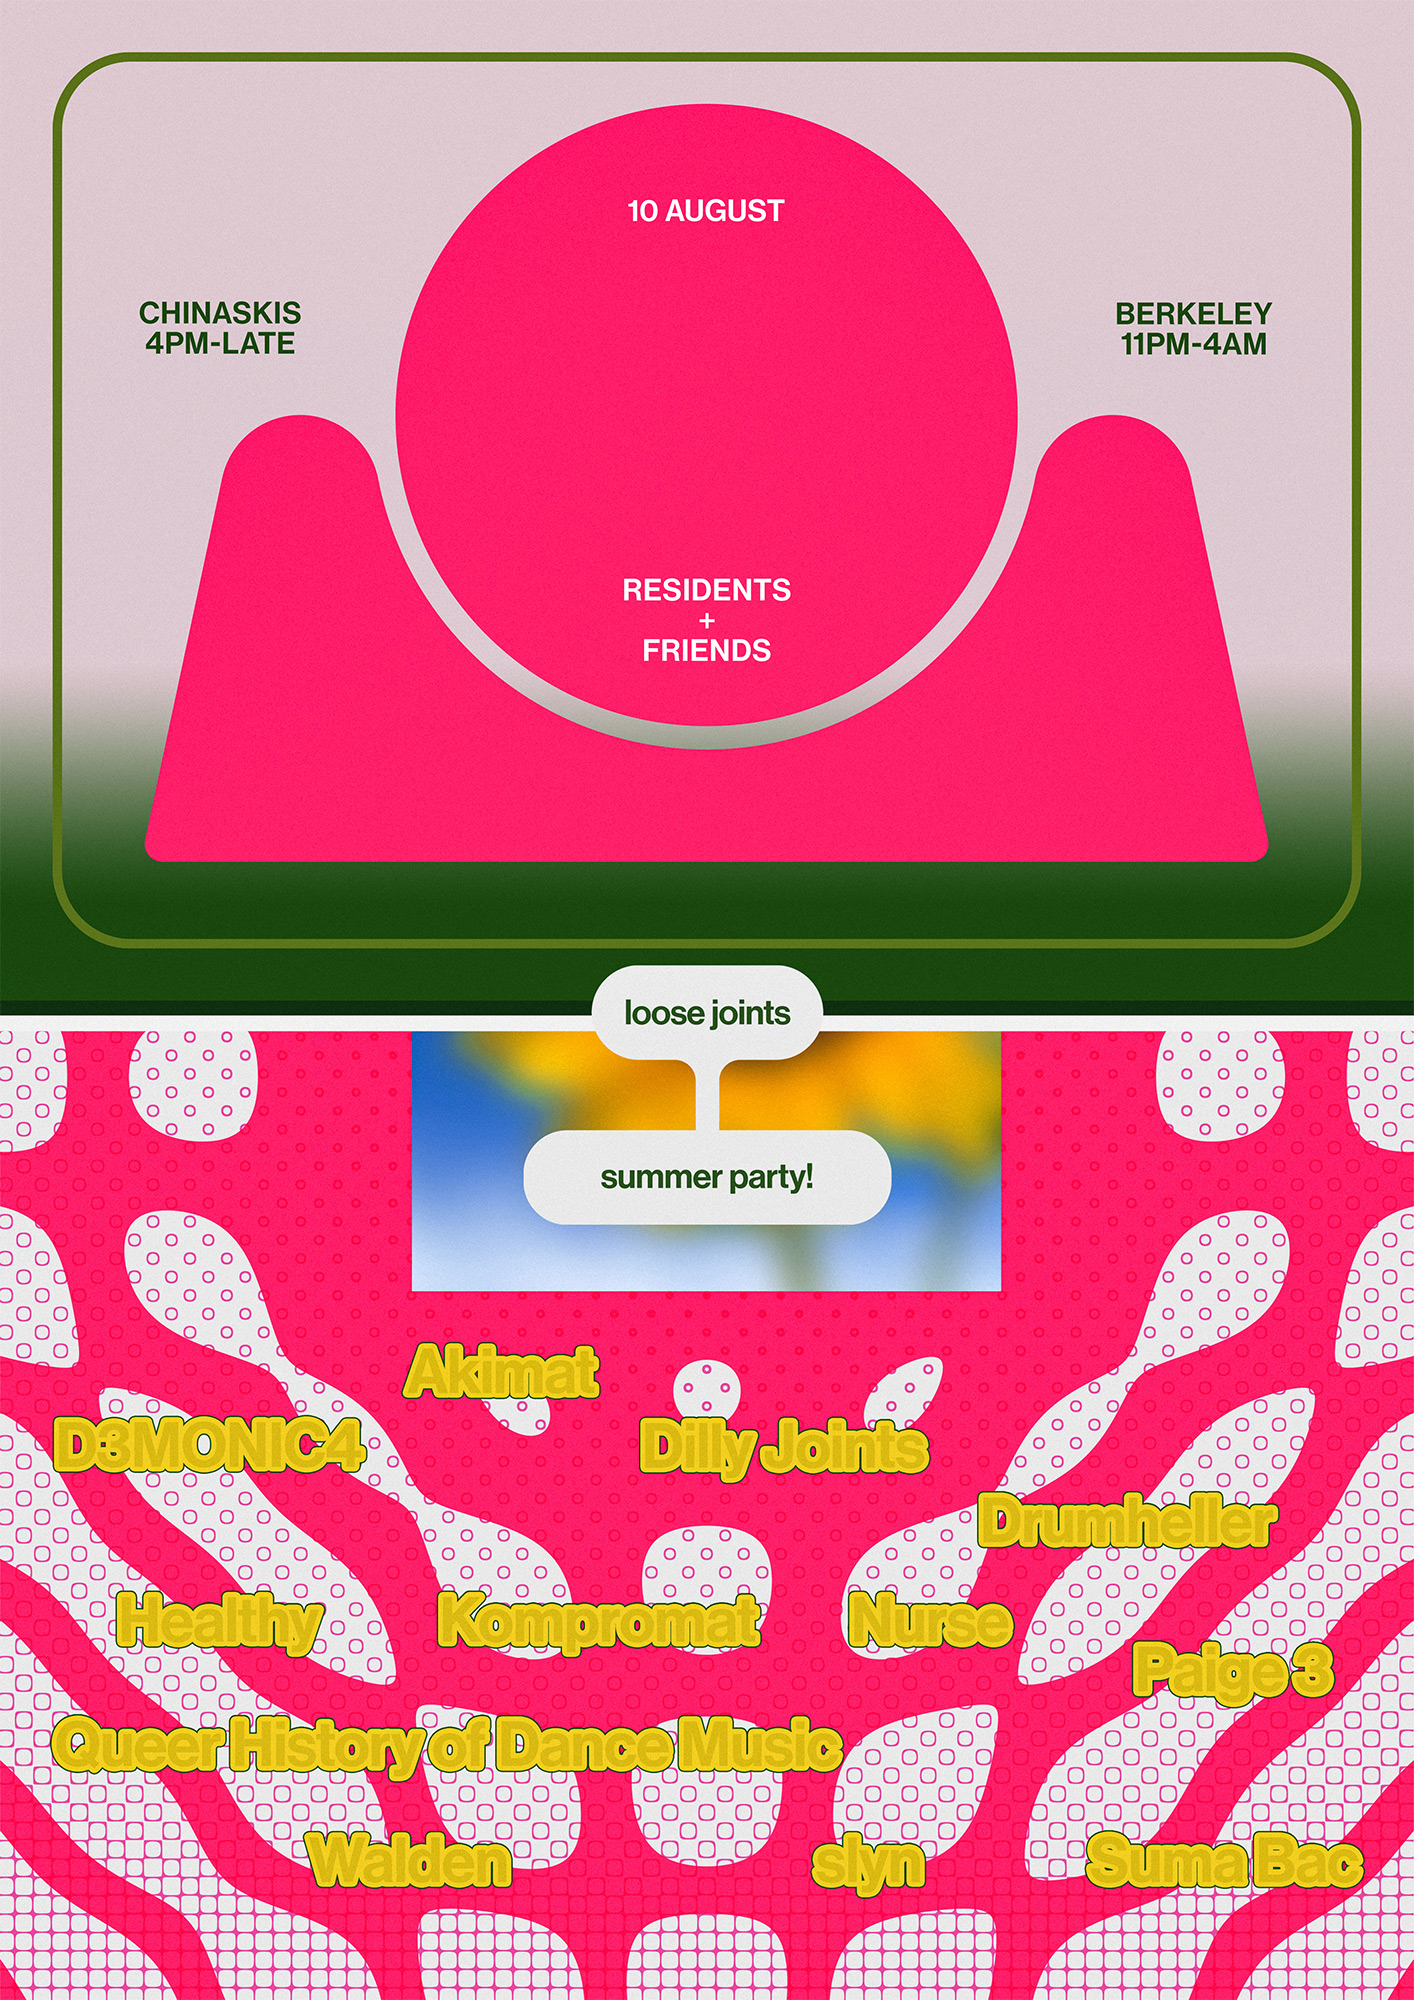 10 AUGUST
CHINASKIS
4PM-LATE
BERKELEY
11PM-4AM
RESIDENTS
+
FRIENDS
loose joints
summer party!
Akimat
D3MONIC4
Dilly Joints
Drumheller
Healthy
Kompromat
Nurse
Paige 3
Queer History of Dance Music
Walden
slyn
Suma Bac